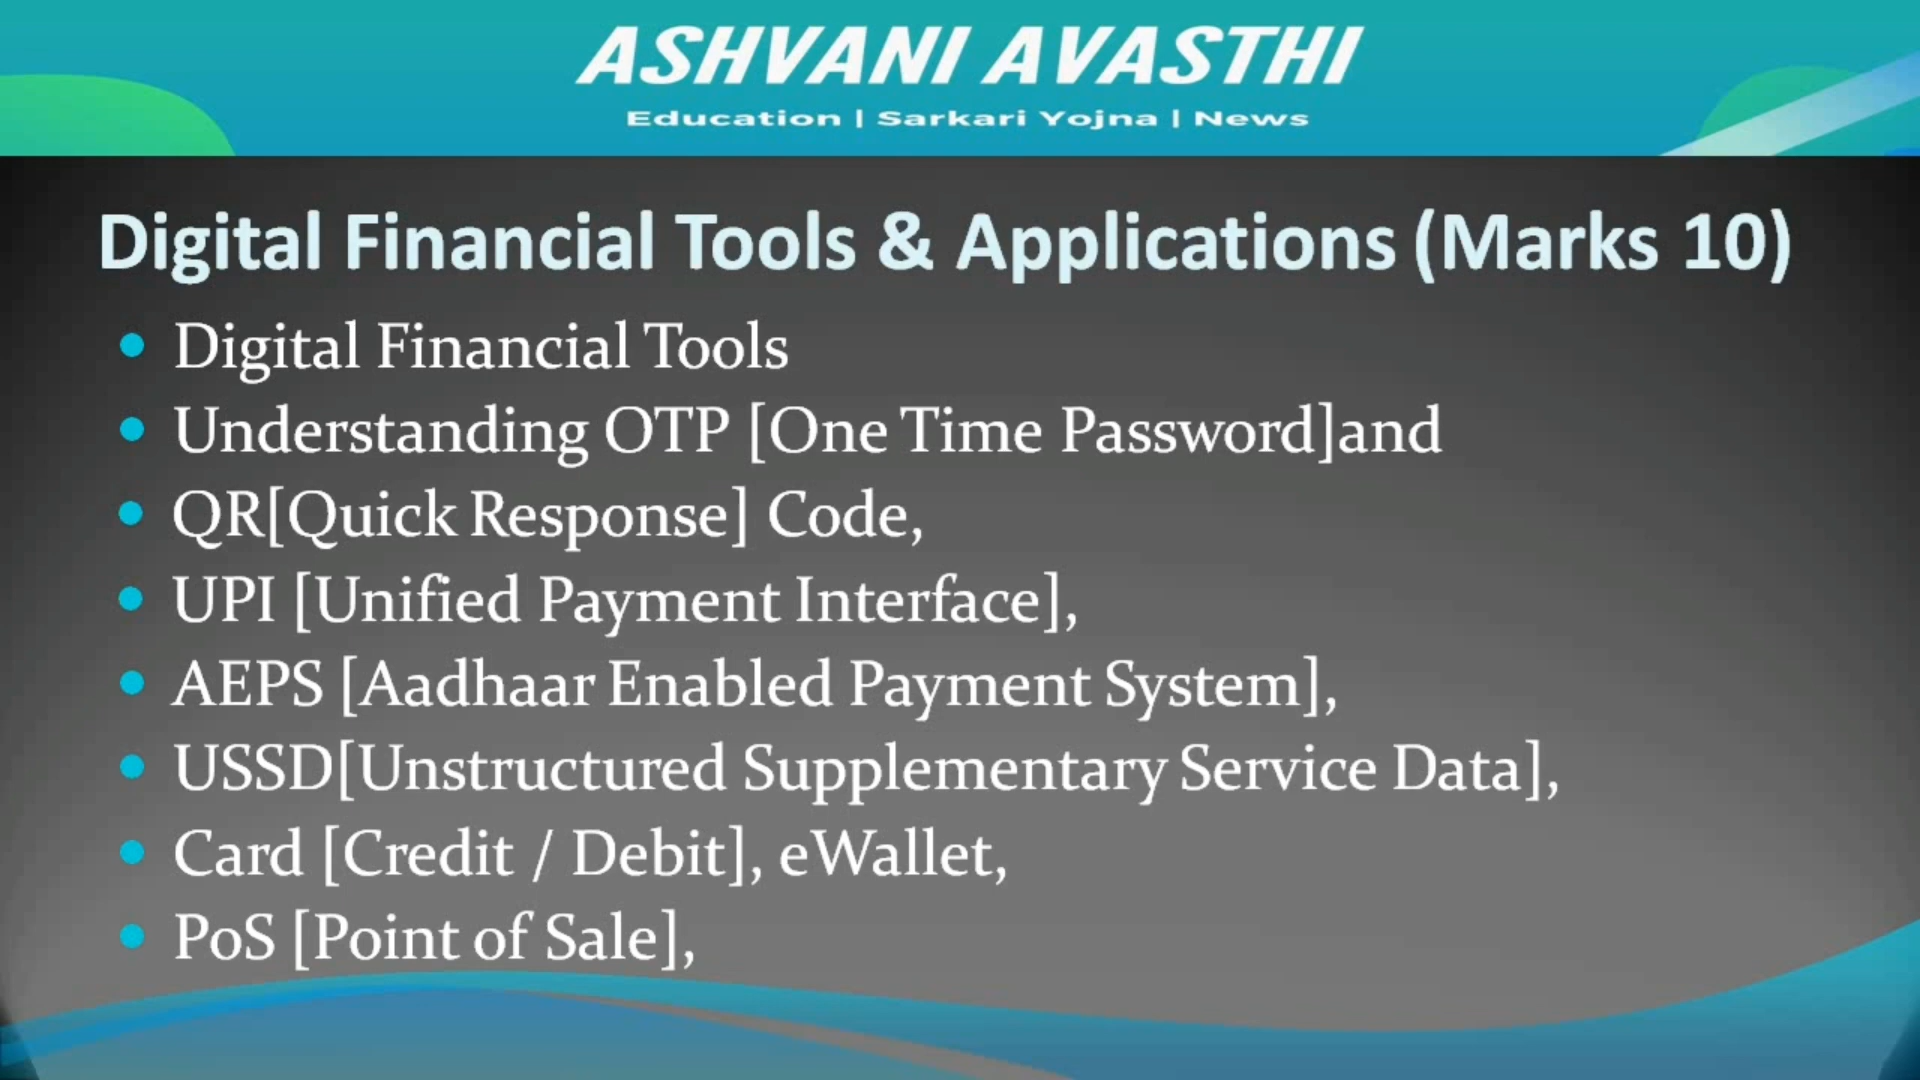 ASHVANI AVASTHI
Education | Sarkari Yojna | News
Digital Financial Tools & Applications (Marks 10)
• Digital Financial Tools
• Understanding OTP [One Time Password]and
• QR[Quick Response] Code,
• UPI [Unified Payment Interface],
• AEPS [Aadhaar Enabled Payment System],
• USSD[Unstructured Supplementary Service Data],
• Card [Credit / Debit], eWallet,
• PoS [Point of Sale],